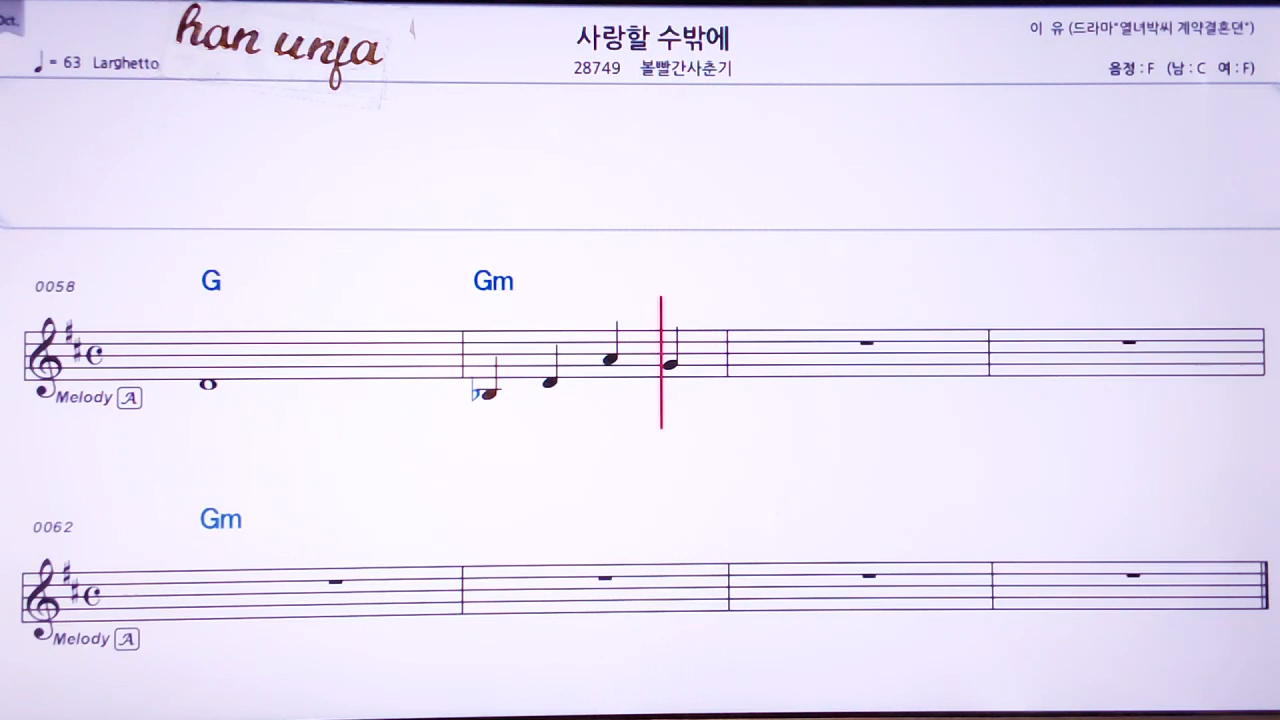 Oct.
han unfa
♩ = 63 Larghetto
사랑할 수밖에
28749 볼빨간사춘기
이 유 (드라마"열녀박씨 계약결혼뎐")
음정 : F (남 : C 여 : F)
0058
G Gm
Melody A
0062
Gm
Melody A